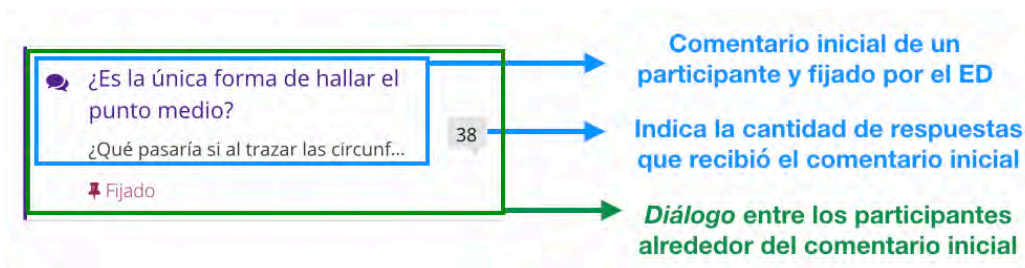 ¿Es la única forma de hallar el
punto medio?
¿Qué pasaría si al trazar las circunf...
Fijado
38
Comentario inicial de un
participante y fijado por el ED
Indica la cantidad de respuestas
que recibió el comentario inicial
Diálogo entre los participantes
alrededor del comentario inicial